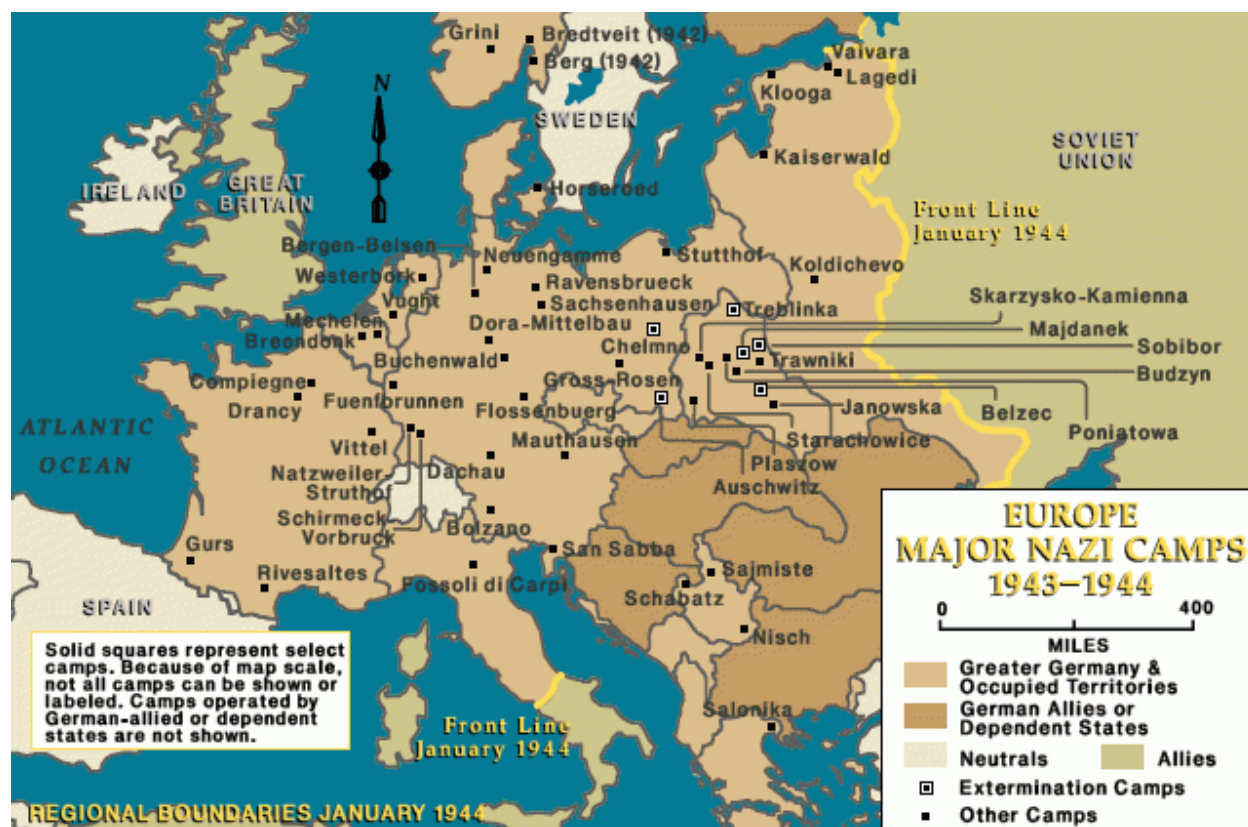 Grini
Bredtveit (1942)
Berg (1942)
Vaivara
Lagedi
Klooga
N
SWEDEN
SOVIET
UNION
Kaiserwald
IRELAND
GREAT
BRITAIN
Horseroed
Front Line
January 1944
Bergen-Belsen
Neuengamme
Stutthof
Westerbork
Koldichevo
Ravensbrueck
Vught
Sachsenhausen
Treblinka
Skarzysko-Kamienna
Mechelen
Dora-Mittelbau
Majdanek
Breendonk
Chelmno
Sobibor
Buchenwald
Trawniki
Budzyn
Compiegne
Gross-Rosen
Drancy
Fuenfbrunnen
Flossenbuerg
Janowska
Belzec
ATLANTIC
OCEAN
Vittel
Mauthausen
Starachowice
Poniatowa
Natzweiler
Struthof
Dachau
Plaszow
Auschwitz
Schirmeck-
Vorbruck
Bolzano
Gurs
San Sabba
Rivesaltes
Fossoli di Carpi
Sajmiste
Schabatz
SPAIN
Nisch
Salonika
Front Line
January 1944
Solid squares represent select
camps. Because of map scale,
not all camps can be shown or
labeled. Camps operated by
German-allied or dependent
states are not shown.
REGIONAL BOUNDARIES JANUARY 1944
EUROPE
MAJOR NAZI CAMPS
1943–1944
0 400
MILES
Greater Germany &
Occupied Territories
German Allies or
Dependent States
Neutrals Allies
Extermination Camps
Other Camps